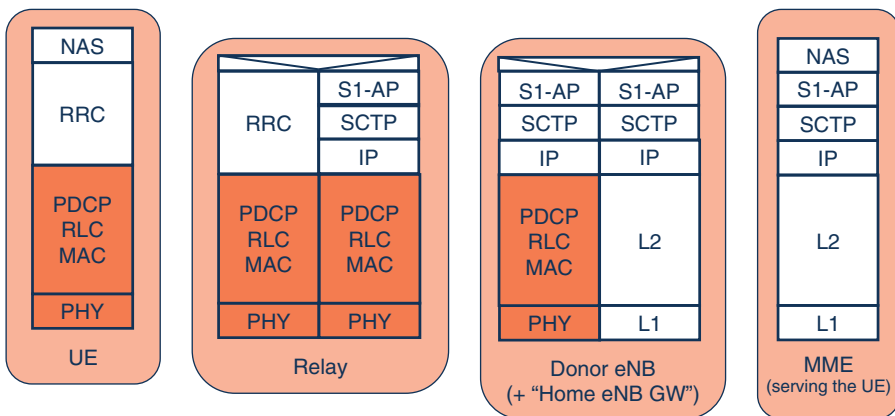 NAS
RRC
PDCP
RLC
MAC
PHY
UE
RRC
S1-AP
SCTP
IP
PDCP
RLC
MAC
PDCP
RLC
MAC
PHY
PHY
Relay
S1-AP
S1-AP
SCTP
SCTP
IP
IP
PDCP
RLC
MAC
L2
PHY
L1
Donor eNB
(+ “Home eNB GW”)
NAS
S1-AP
SCTP
IP
L2
L1
MME
(serving the UE)